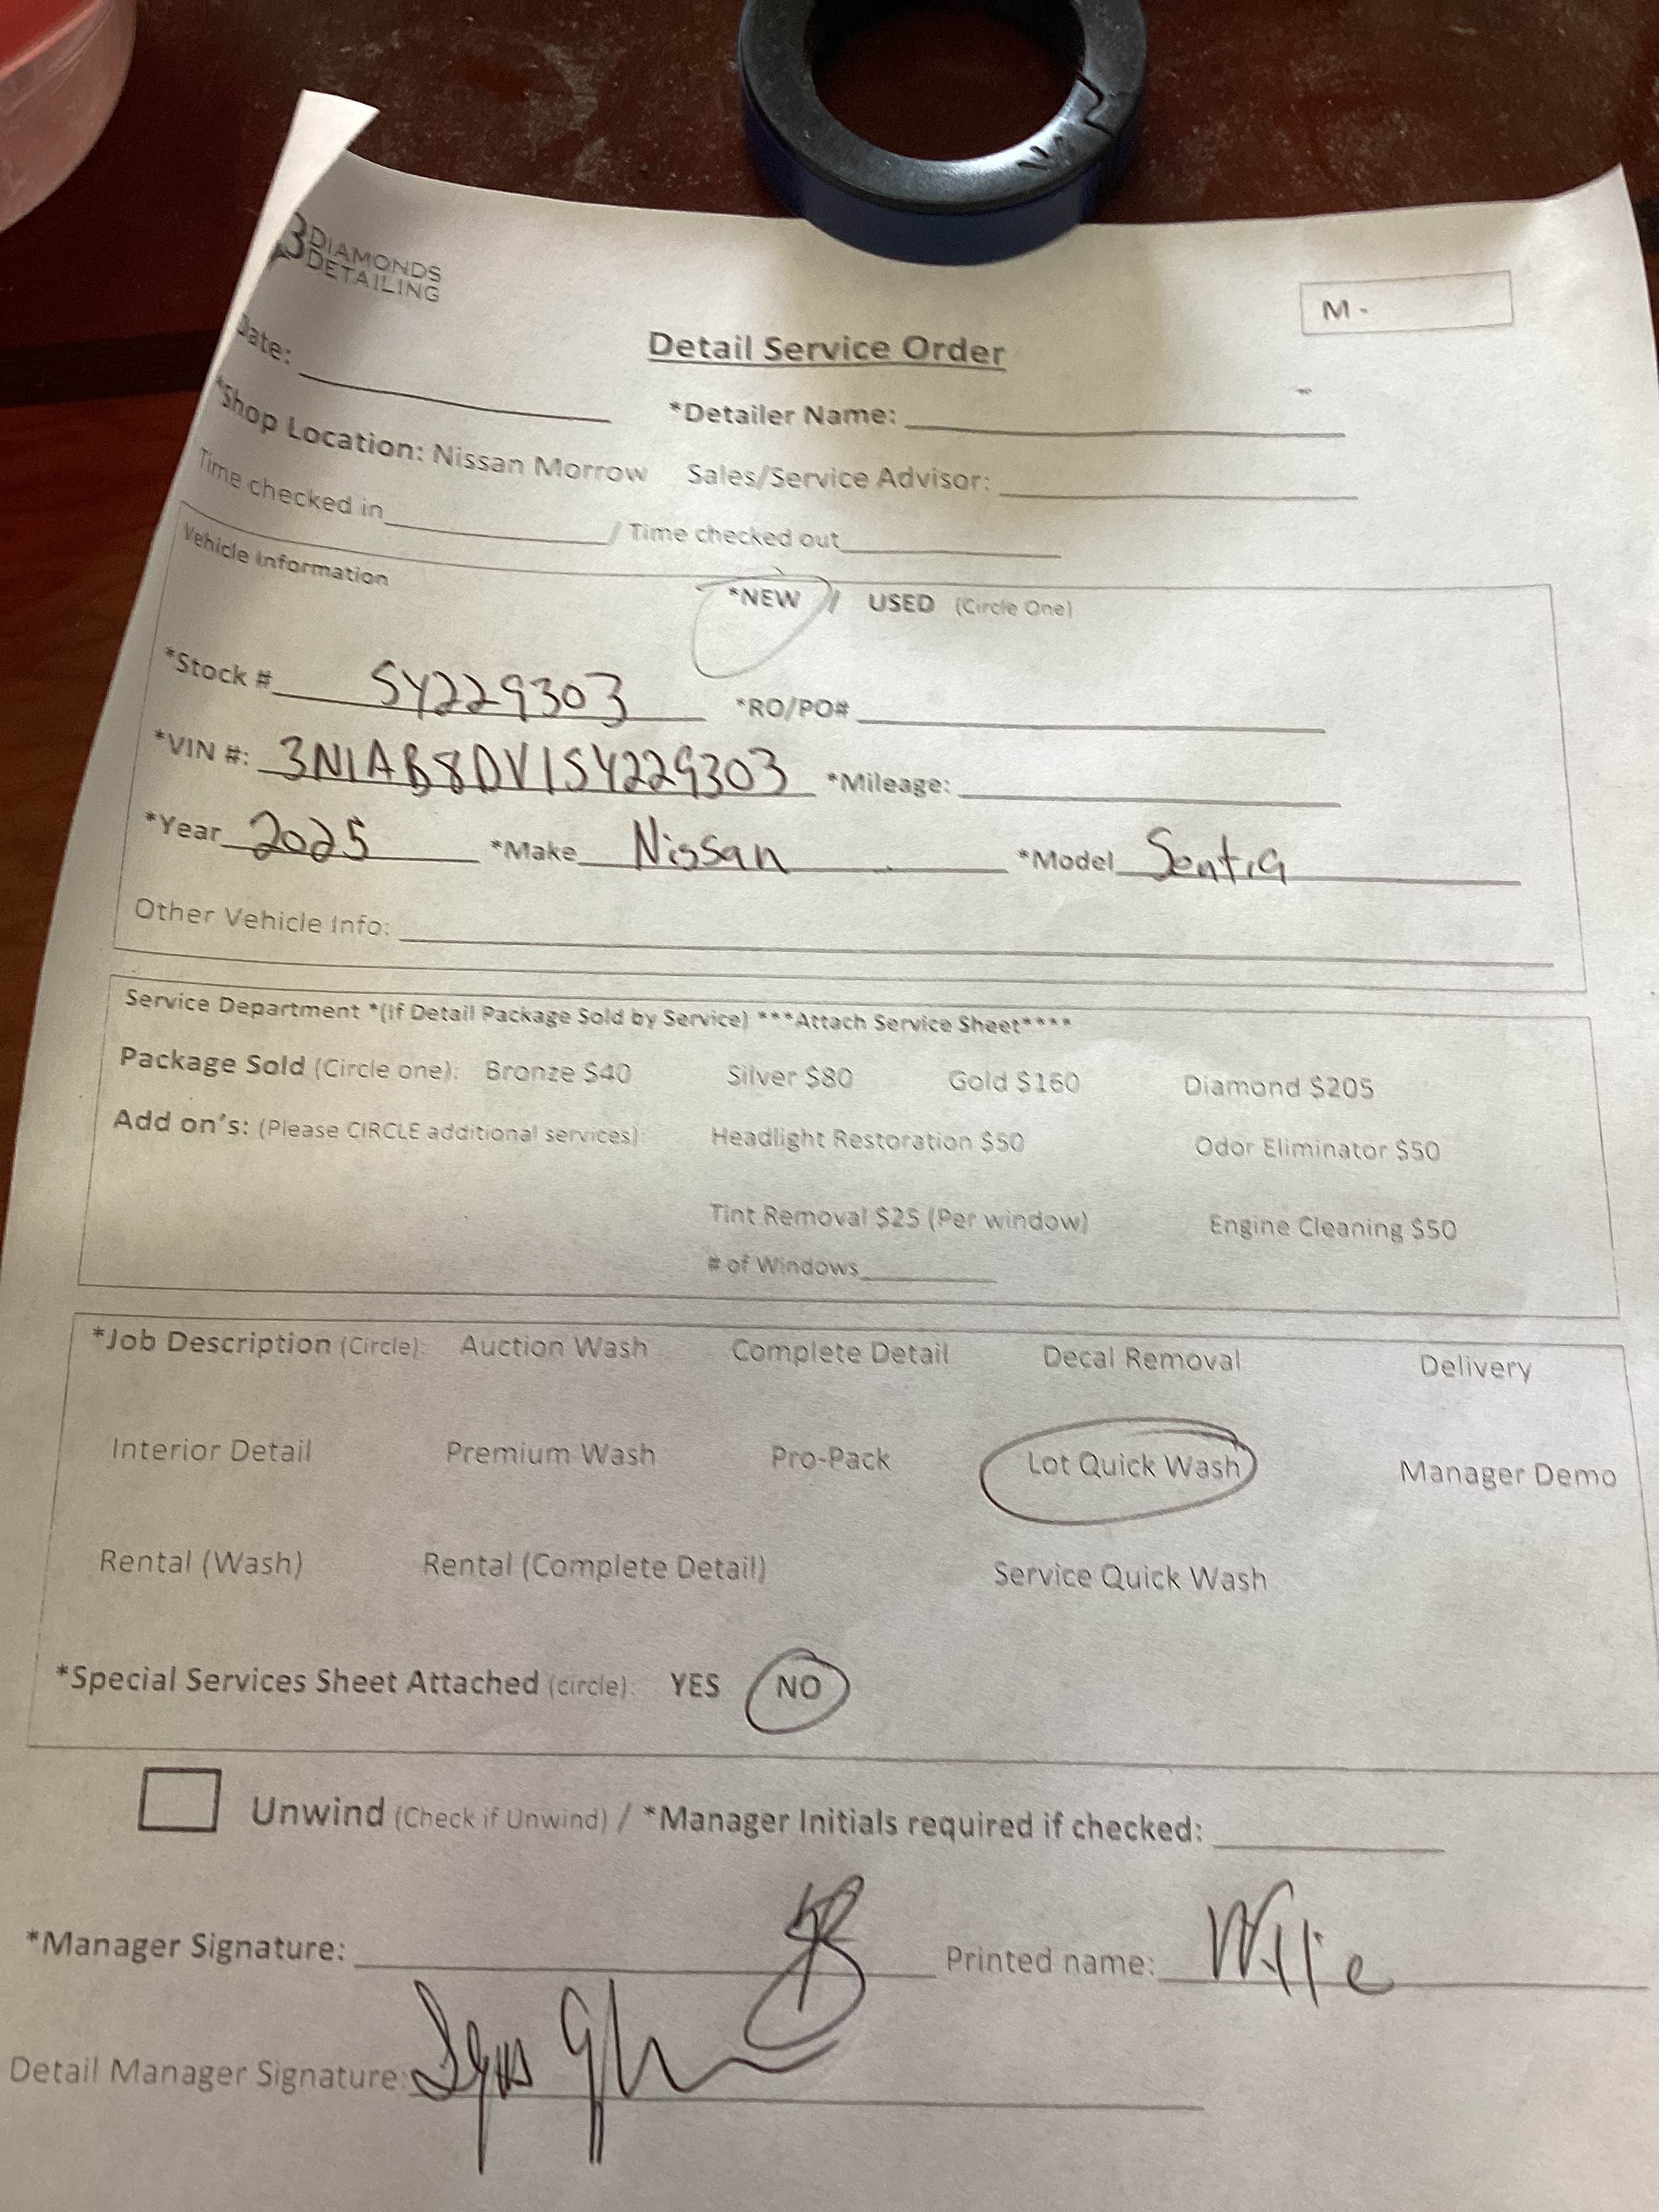 3 DIAMONDS
DETAILING
M -
Detail Service Order
Date: *Detailer Name:
*Shop Location: Nissan Morrow Sales/Service Advisor:
Time checked in / Time checked out
Vehicle Information
*NEW / USED (Circle One)
*Stock # SY229303 *RO/PO#
*VIN #: 3N1AB8DV1SY229303 *Mileage:
*Year 2025 *Make Nissan *Model Sentra
Other Vehicle Info:
Service Department *(If Detail Package Sold by Service) ***Attach Service Sheet****
Package Sold (Circle one): Bronze $40 Silver $80 Gold $160 Diamond $205
Add on's: (Please CIRCLE additional services): Headlight Restoration $50 Odor Eliminator $50
Tint Removal $25 (Per window) Engine Cleaning $50
# of Windows
*Job Description (Circle): Auction Wash Complete Detail Decal Removal Delivery
Interior Detail Premium Wash Pro-Pack Lot Quick Wash Manager Demo
Rental (Wash) Rental (Complete Detail) Service Quick Wash
*Special Services Sheet Attached (circle): YES NO
Unwind (Check if Unwind) / *Manager Initials required if checked:
*Manager Signature: Printed name: Willie
Detail Manager Signature: